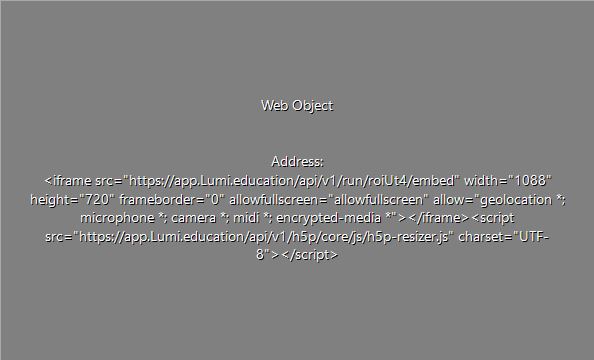 Web Object
Address:
<iframe src="https://app.Lumi.education/api/v1/run/roiUt4/embed" width="1088"
height="720" frameborder="0" allowfullscreen="allowfullscreen" allow="geolocation *;
microphone *; camera *; midi *; encrypted-media *"></iframe><script
src="https://app.Lumi.education/api/v1/h5p/core/js/h5p-resizer.js" charset="UTF-
8"></script>